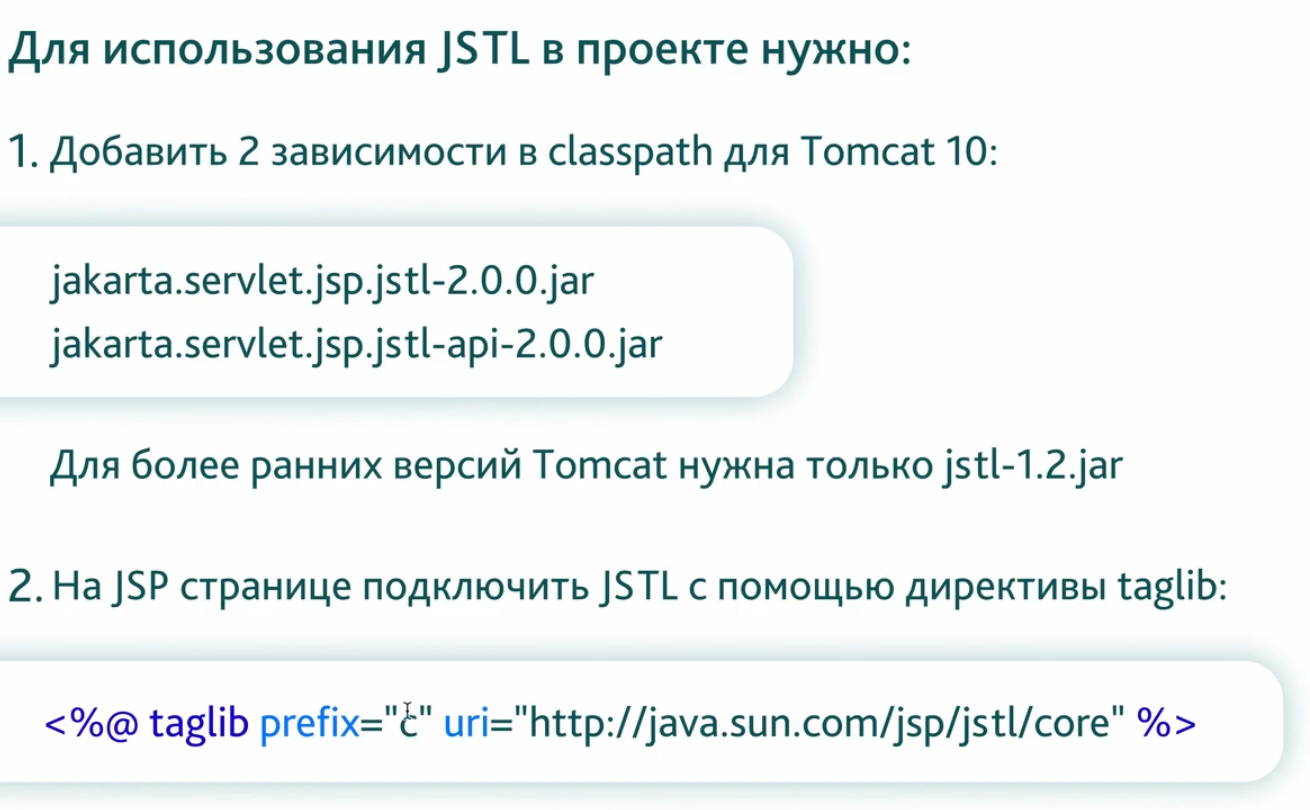 Для использования JSTL в проекте нужно:
1. Добавить 2 зависимости в classpath для Tomcat 10:
jakarta.servlet.jsp.jstl-2.0.0.jar
jakarta.servlet.jsp.jstl-api-2.0.0.jar
Для более ранних версий Tomcat нужна только jstl-1.2.jar
2. На JSP странице подключить JSTL с помощью директивы taglib:
<%@ taglib prefix="c" uri="http://java.sun.com/jsp/jstl/core" %>